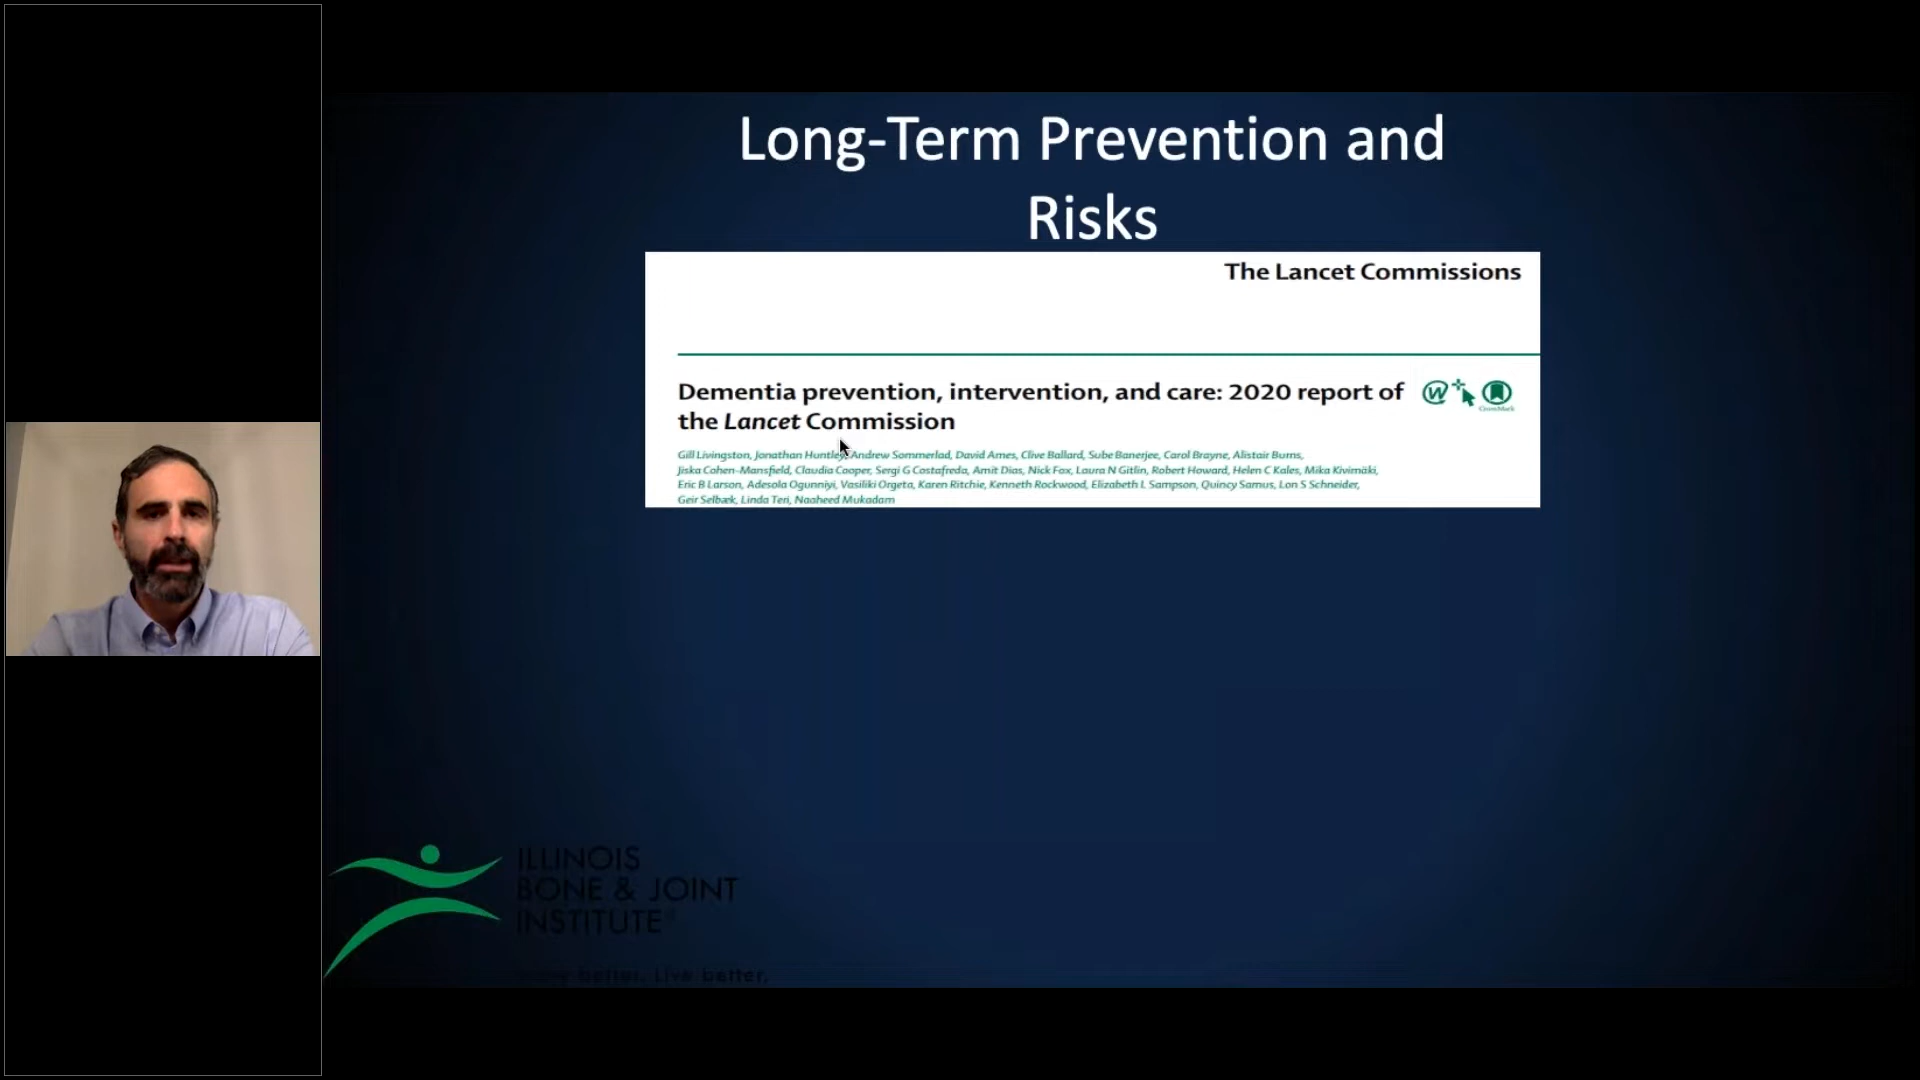 Long-Term Prevention and
Risks
The Lancet Commissions
Dementia prevention, intervention, and care: 2020 report of
the Lancet Commission
CrossMark
Gill Livingston, Jonathan Huntley, Andrew Sommerlad, David Ames, Clive Ballard, Sube Banerjee, Carol Brayne, Alistair Burns,
Jiska Cohen-Mansfield, Claudia Cooper, Sergi G Costafreda, Amit Dias, Nick Fox, Laura N Gitlin, Robert Howard, Helen C Kales, Mika Kivimäki,
Eric B Larson, Adesola Ogunniyi, Vasiliki Orgeta, Karen Ritchie, Kenneth Rockwood, Elizabeth L Sampson, Quincy Samus, Lon S Schneider,
Geir Selbæk, Linda Teri, Naaheed Mukadam
ILLINOIS
BONE & JOINT
INSTITUTE
better. Live better.